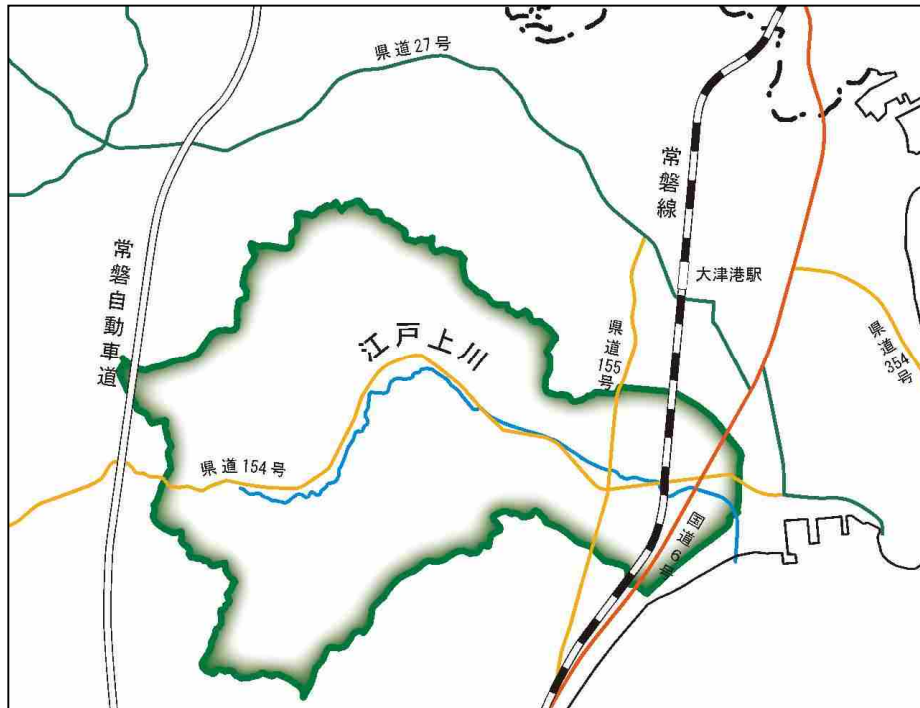 県道27号
常磐線
常磐自動車道
大津港駅
江戸上川
県道155号
県道354号
県道154号
国道6号